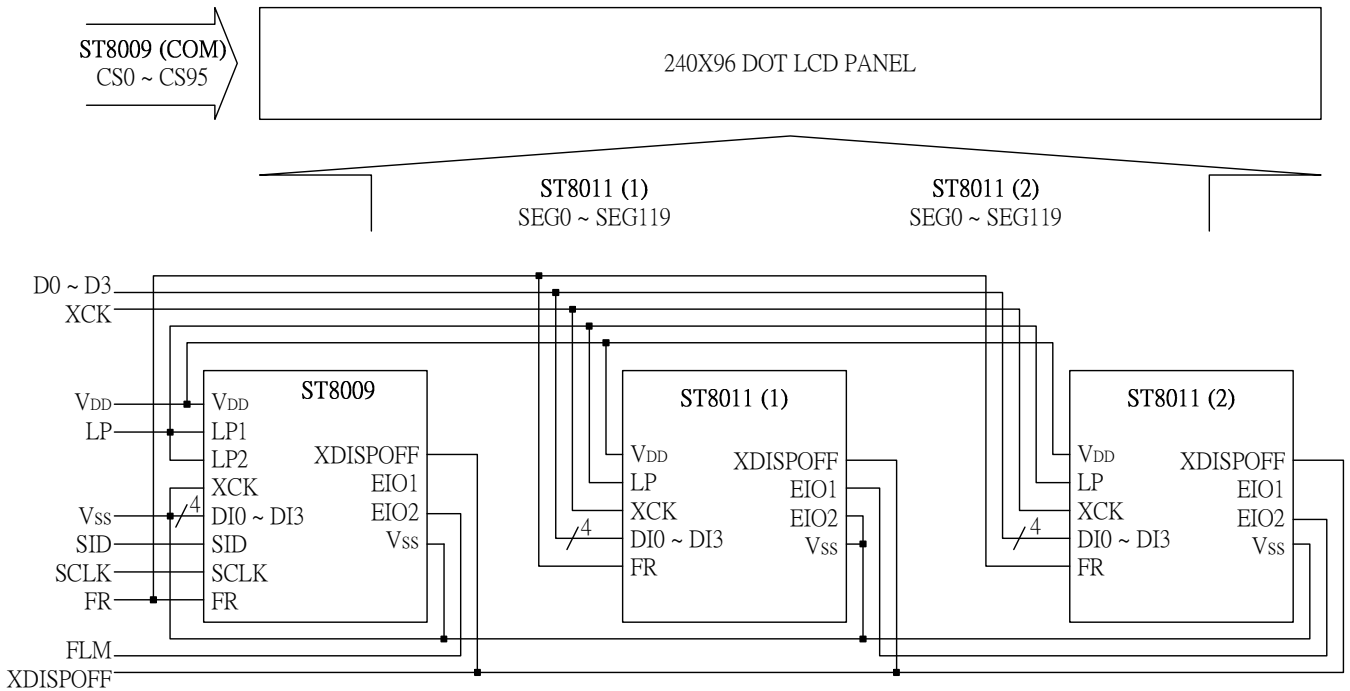 ST8009 (COM)
CS0 ~ CS95
240X96 DOT LCD PANEL
ST8011 (1)
SEG0 ~ SEG119
ST8011 (2)
SEG0 ~ SEG119
D0 ~ D3
XCK
VDD
LP
Vss
SID
SCLK
FR
FLM
XDISPOFF
ST8009
VDD
LP1
LP2
XCK
4
DI0 ~ DI3
SID
SCLK
FR
XDISPOFF
EIO1
EIO2
Vss
ST8011 (1)
VDD
LP
XCK
4
DI0 ~ DI3
FR
XDISPOFF
EIO1
EIO2
Vss
ST8011 (2)
VDD
LP
XCK
4
DI0 ~ DI3
FR
XDISPOFF
EIO1
EIO2
Vss